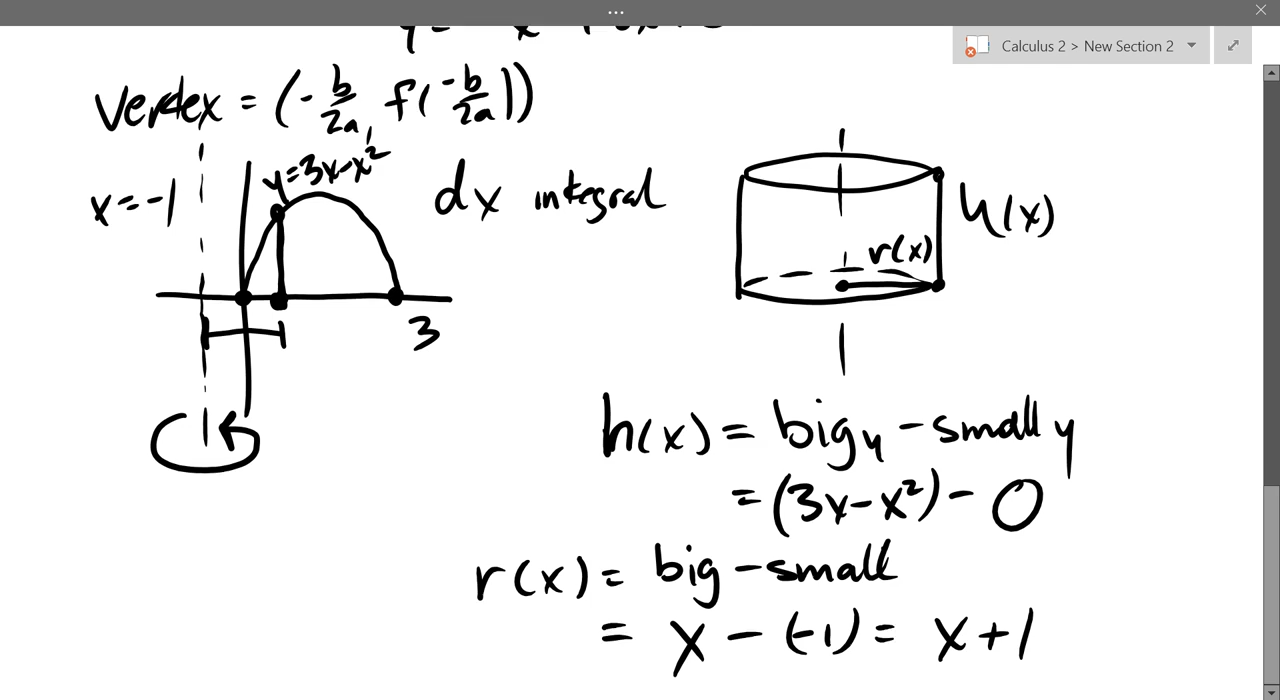 Calculus 2 > New Section 2
Vertex = (-b/2a, f(-b/2a))
x=-1
y=3x-x²
dx integral
h(x)
r(x)
3
h(x) = big y - small y
= (3x-x²) - 0
r(x) = big - small
= x - (-1) = x+1